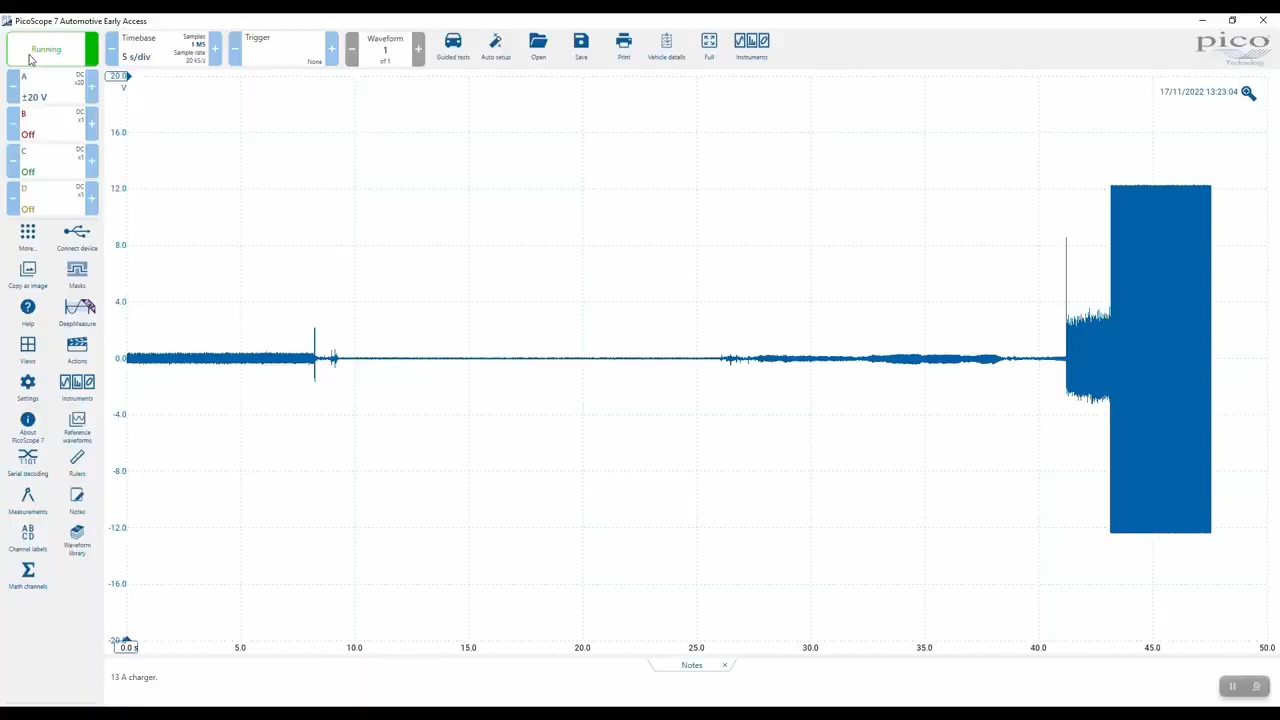 PicoScope 7 Automotive Early Access
Running
Timebase
5 s/div
Samples
1 MS
Sample rate
20 kS/s
Trigger
None
Waveform
1
of 1
Guided tests
Auto setup
Open
Save
Print
Vehicle details
Full
Instruments
pico
Technology
A
DC
x20
±20 V
B
DC
x1
Off
C
DC
x1
Off
D
DC
x1
Off
More...
Connect device
Copy as image
Masks
Help
DeepMeasure
Views
Actions
Settings
Instruments
About
PicoScope 7
Reference
waveforms
Serial decoding
Rulers
Measurements
Notes
Channel labels
Waveform
library
Math channels
20.0
V
17/11/2022 13:23:04
16.0
12.0
8.0
4.0
0.0
-4.0
-8.0
-12.0
-16.0
-20.0
0.0 s
5.0
10.0
15.0
20.0
25.0
30.0
35.0
40.0
45.0
50.0
Notes
13 A charger.